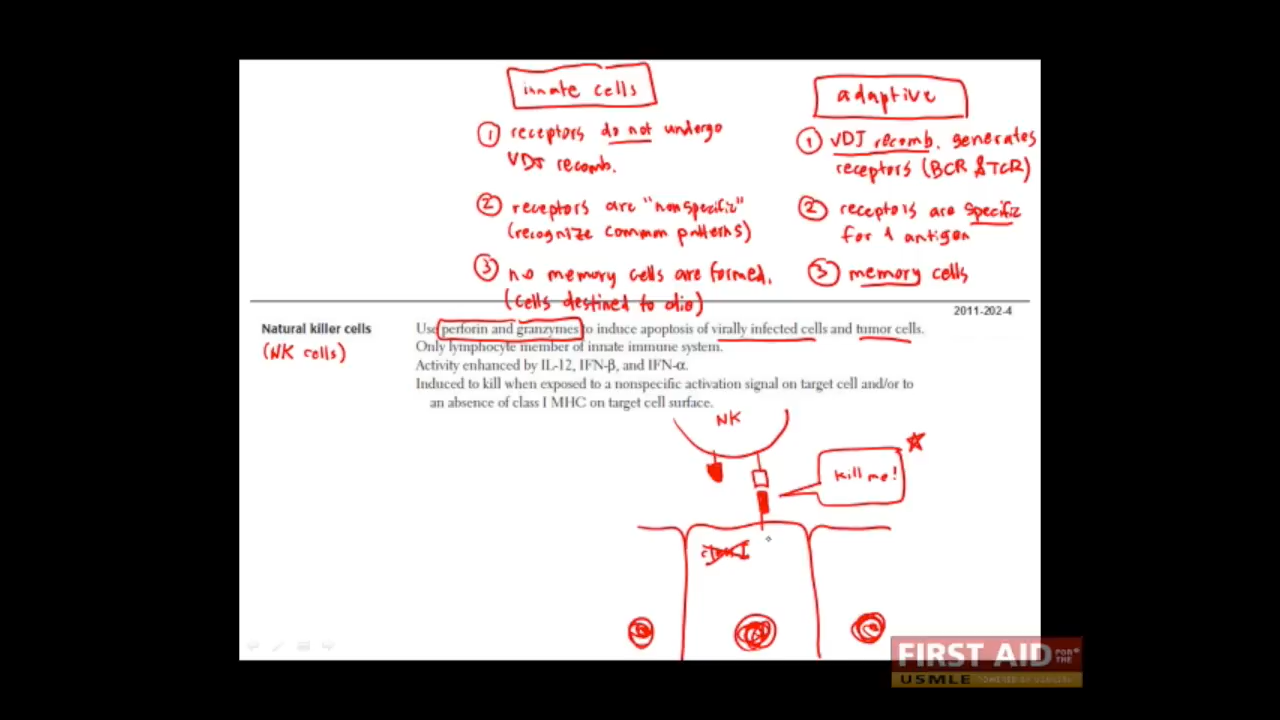 innate cells
adaptive
① receptors do not undergo
VDJ recomb.
① VDJ recomb. generates
receptors (BCR & TCR)
② receptors are "nonspecific"
(recognize common patterns)
② receptors are specific
for 1 antigen
③ no memory cells are formed.
(cells destined to die)
③ memory cells
2011-202-4
Natural killer cells
(NK cells)
Use perforin and granzymes to induce apoptosis of virally infected cells and tumor cells.
Only lymphocyte member of innate immune system.
Activity enhanced by IL-12, IFN-β, and IFN-α.
Induced to kill when exposed to a nonspecific activation signal on target cell and/or to
an absence of class I MHC on target cell surface.
NK
kill me!
class I
FIRST AID FOR THE
USMLE